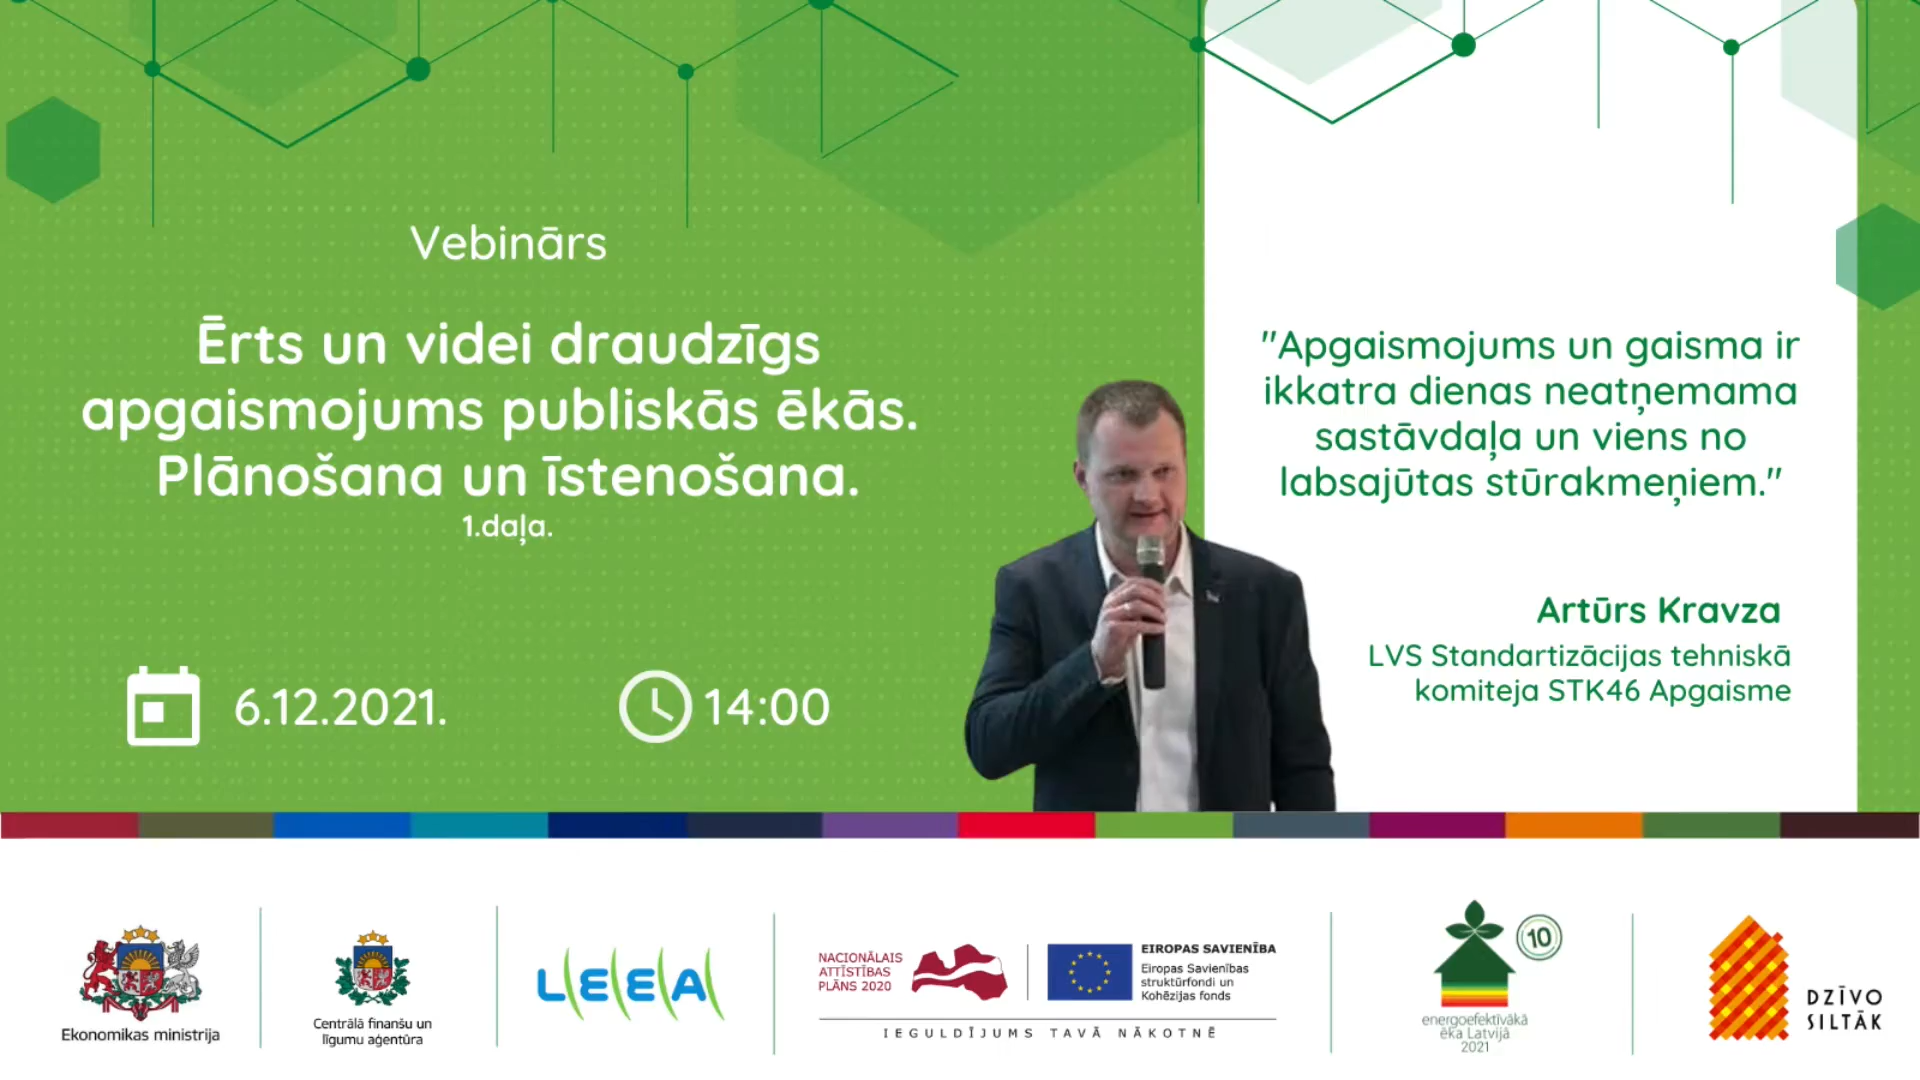 Vebinārs
Ērts un videi draudzīgs
apgaismojums publiskās ēkās.
Plānošana un īstenošana.
1.daļa.
6.12.2021.
14:00
"Apgaismojums un gaisma ir
ikkatra dienas neatņemama
sastāvdaļa un viens no
labsajūtas stūrakmeņiem."
Artūrs Kravza
LVS Standartizācijas tehniskā
komiteja STK46 Apgaisme
Ekonomikas ministrija
Centrālā finanšu un
līgumu aģentūra
LEEA
NACIONĀLAIS
ATTĪSTĪBAS
PLĀNS 2020
EIROPAS SAVIENĪBA
Eiropas Savienības
struktūrfondi un
Kohēzijas fonds
IEGULDĪJUMS TAVĀ NĀKOTNĒ
10
energoefektīvākā
ēka Latvijā
2021
DZĪVO
SILTĀK